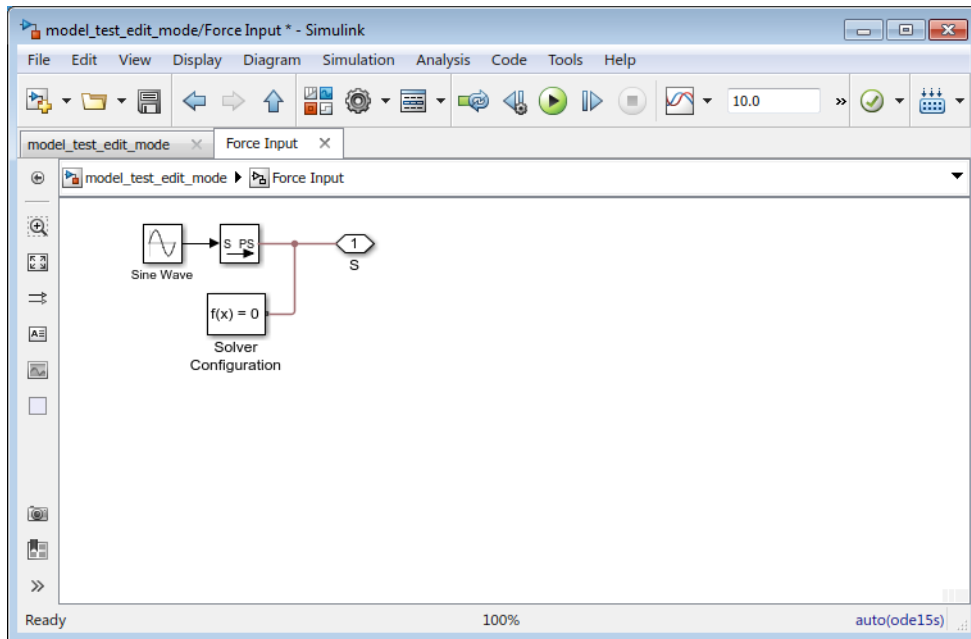 model_test_edit_mode/Force Input * - Simulink
File Edit View Display Diagram Simulation Analysis Code Tools Help
10.0 »
model_test_edit_mode Force Input
model_test_edit_mode Force Input
S PS
1
Sine Wave
S
f(x) = 0
Solver
Configuration
A
»
Ready 100% auto(ode15s)